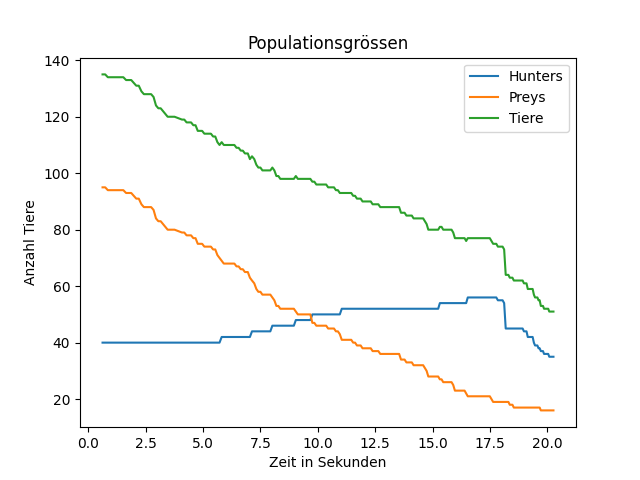 Populationsgrössen
Anzahl Tiere
140
120
100
80
60
40
20
Hunters
Preys
Tiere
0.0 2.5 5.0 7.5 10.0 12.5 15.0 17.5 20.0
Zeit in Sekunden